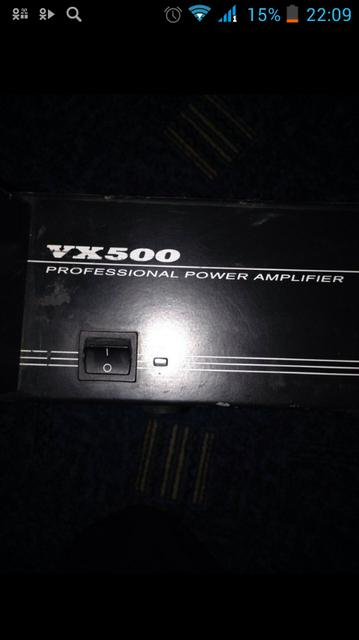 15% 22:09
VX500
PROFESSIONAL POWER AMPLIFIER
I
O